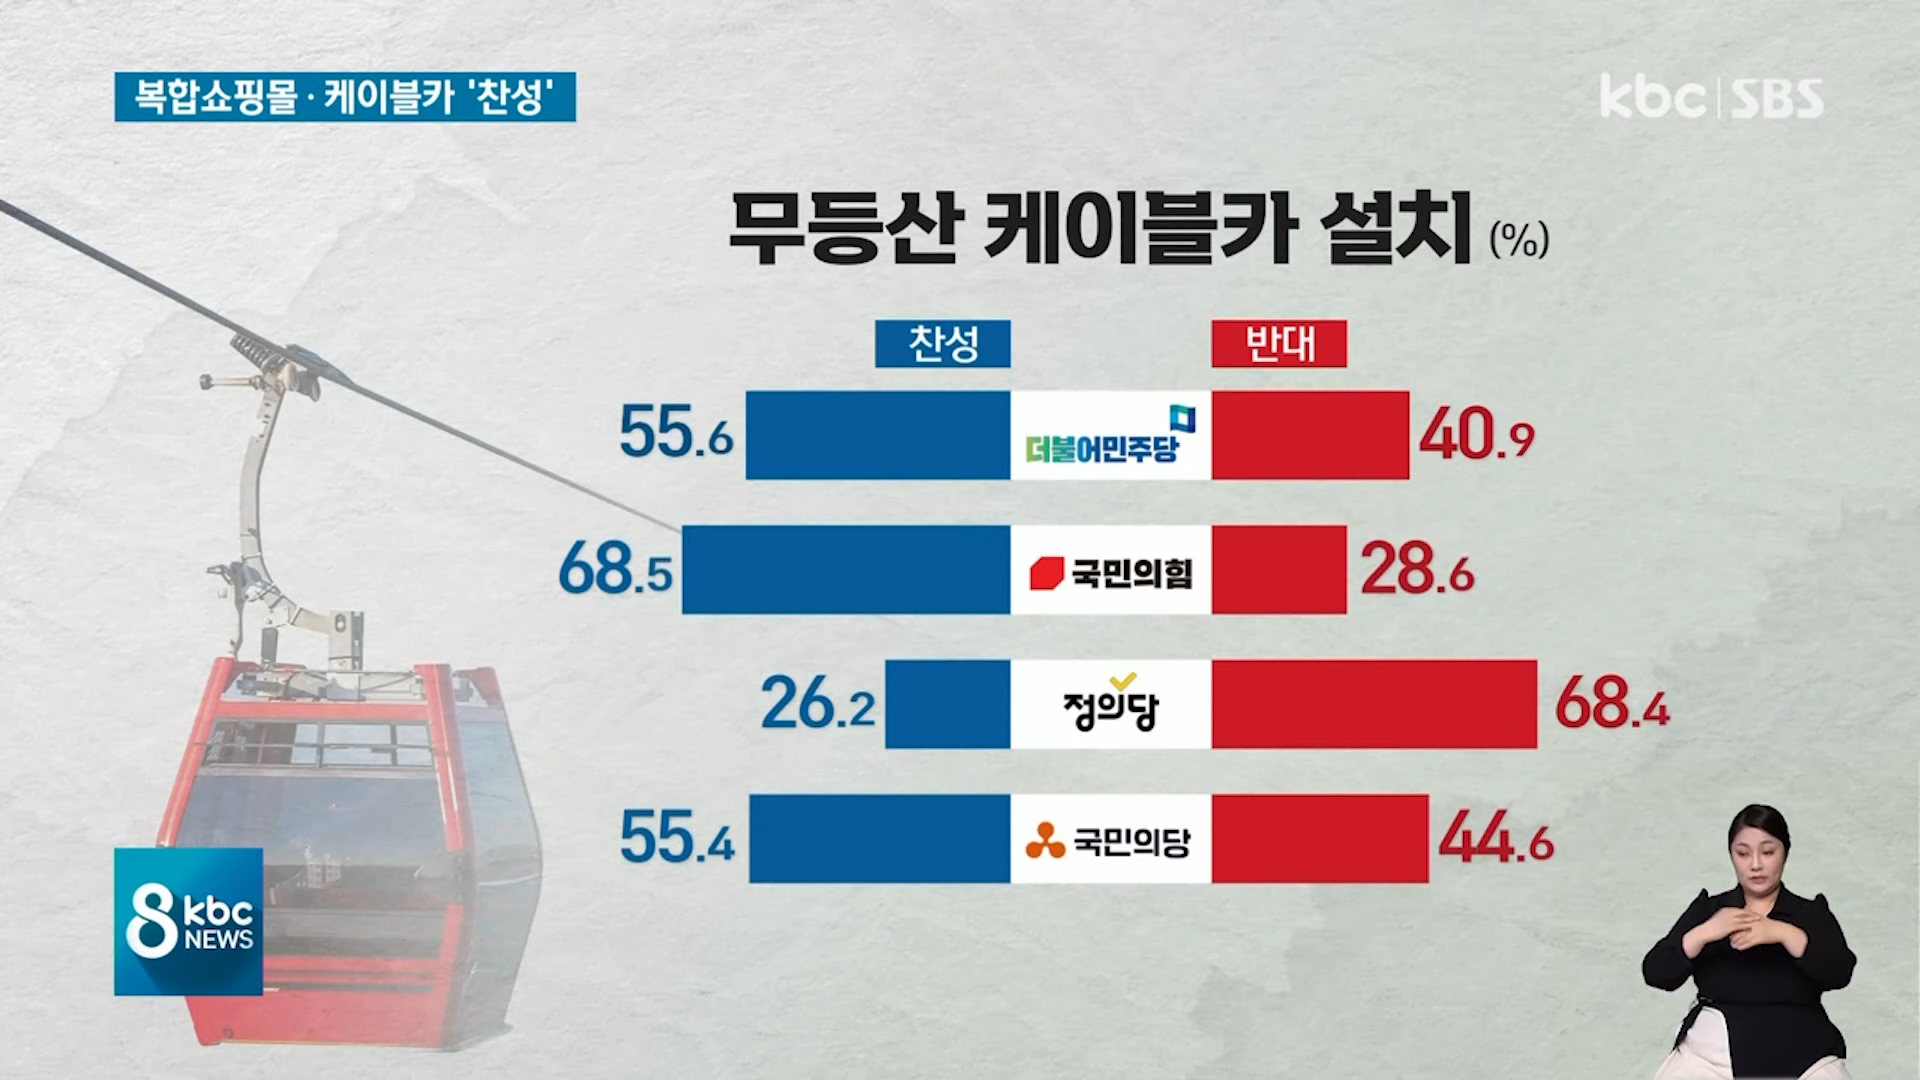 복합쇼핑몰·케이블카 '찬성'
kbc SBS
무등산 케이블카 설치 (%)
찬성 반대
55.6 더불어민주당 40.9
68.5 국민의힘 28.6
26.2 정의당 68.4
55.4 국민의당 44.6
8 kbc NEWS